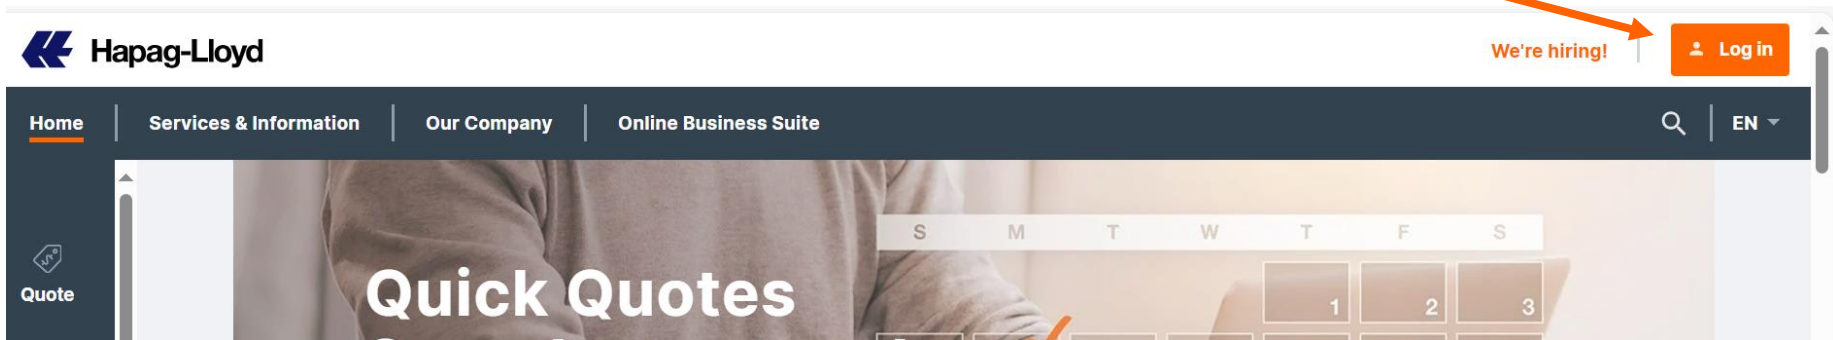 Hapag-Lloyd
We're hiring!
Log in
Home
Services & Information
Our Company
Online Business Suite
EN
S M T W T F S
Quote
Quick Quotes
1 2 3